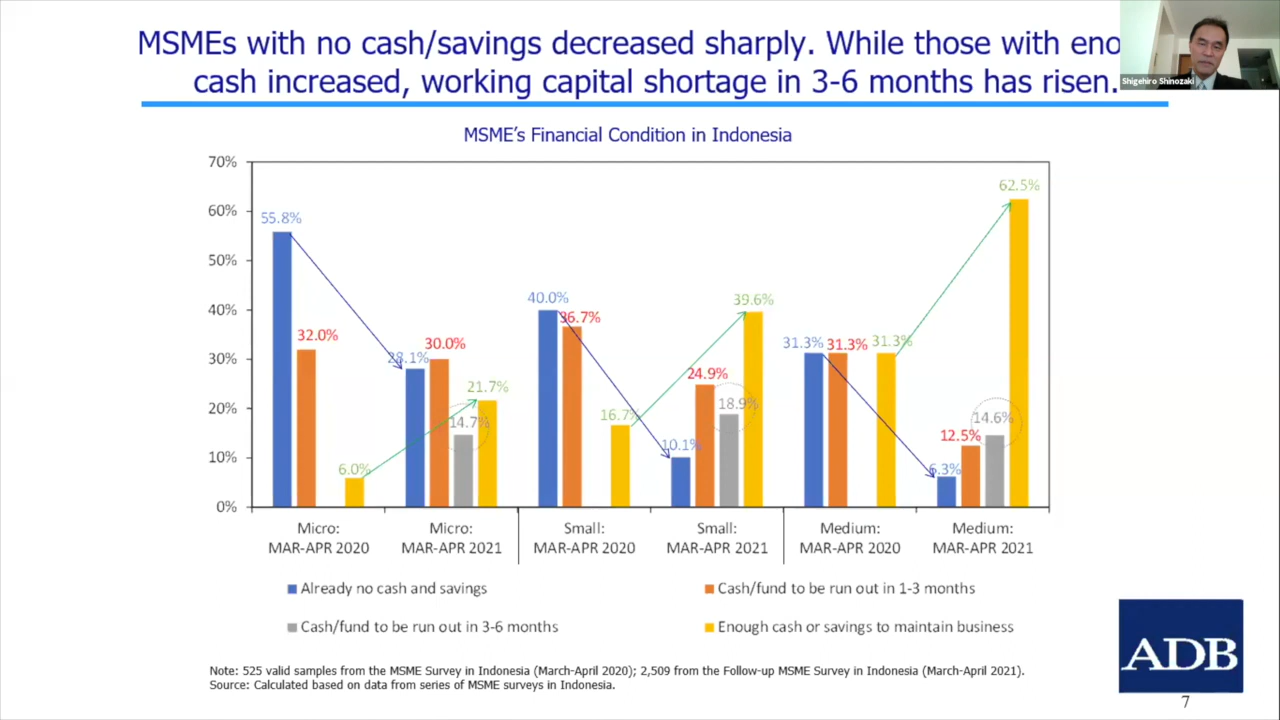 MSMEs with no cash/savings decreased sharply. While those with eno
cash increased, working capital shortage in 3-6 months has risen.
Shigehiro Shinozaki
MSME's Financial Condition in Indonesia
70%
60%
50%
40%
30%
20%
10%
0%
55.8%
32.0%
6.0%
28.1%
30.0%
14.7%
21.7%
40.0%
36.7%
16.7%
10.1%
24.9%
18.9%
39.6%
31.3%
31.3%
31.3%
6.3%
12.5%
14.6%
62.5%
Micro:
MAR-APR 2020
Micro:
MAR-APR 2021
Small:
MAR-APR 2020
Small:
MAR-APR 2021
Medium:
MAR-APR 2020
Medium:
MAR-APR 2021
Already no cash and savings
Cash/fund to be run out in 1-3 months
Cash/fund to be run out in 3-6 months
Enough cash or savings to maintain business
Note: 525 valid samples from the MSME Survey in Indonesia (March-April 2020); 2,509 from the Follow-up MSME Survey in Indonesia (March-April 2021).
Source: Calculated based on data from series of MSME surveys in Indonesia.
ADB
7